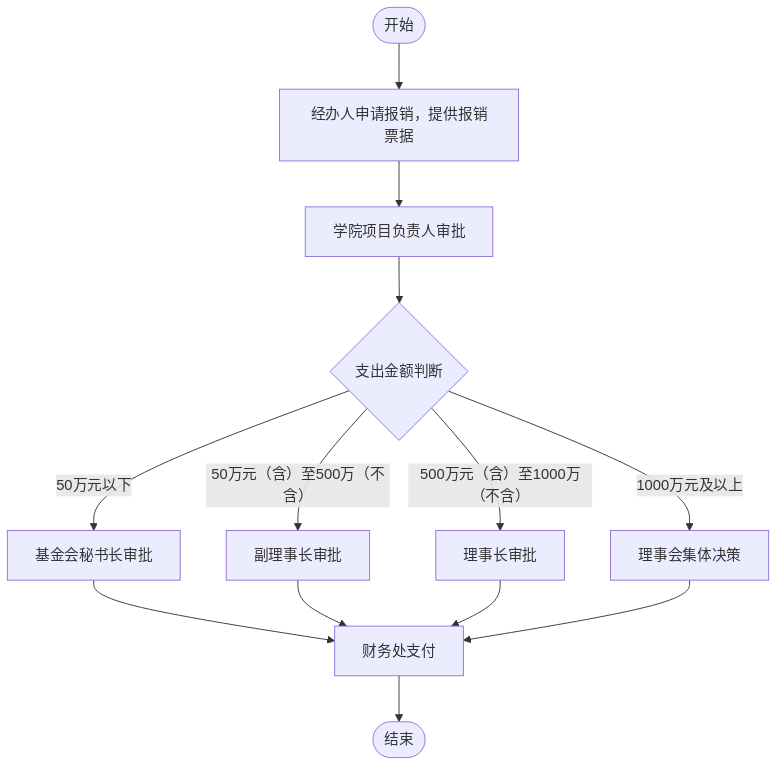 开始
经办人申请报销，提供报销
票据
学院项目负责人审批
支出金额判断
50万元以下
50万元（含）至500万（不
含）
500万元（含）至1000万
（不含）
1000万元及以上
基金会秘书长审批
副理事长审批
理事长审批
理事会集体决策
财务处支付
结束